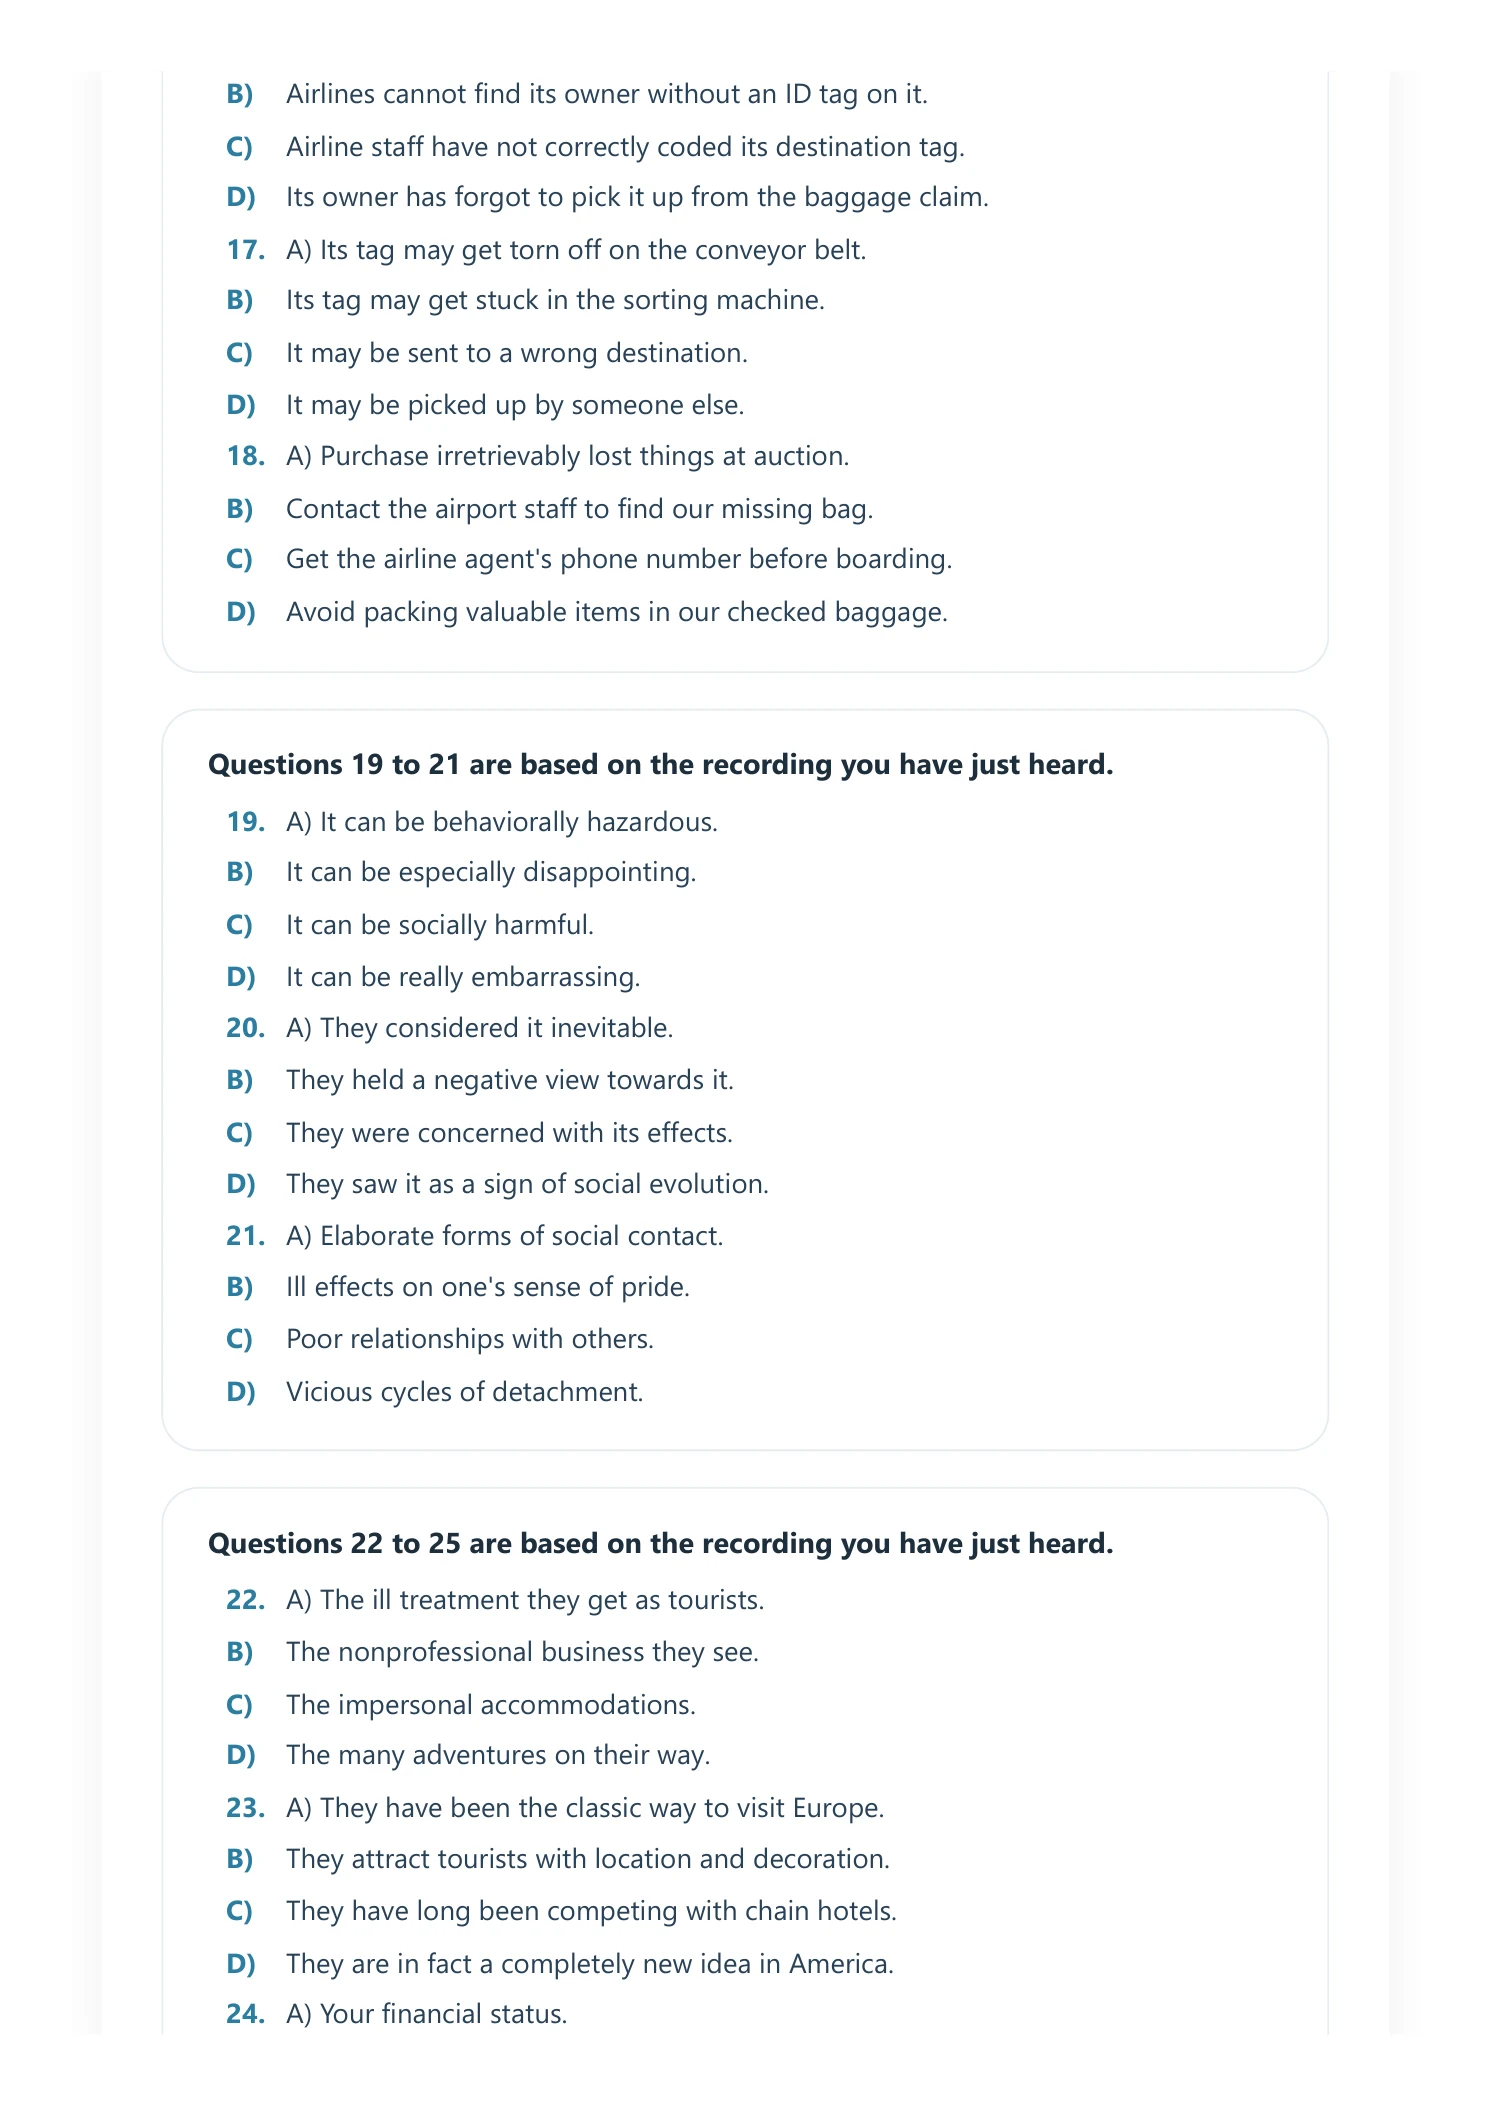 B) Airlines cannot find its owner without an ID tag on it.
C) Airline staff have not correctly coded its destination tag.
D) Its owner has forgot to pick it up from the baggage claim.
17. A) Its tag may get torn off on the conveyor belt.
B) Its tag may get stuck in the sorting machine.
C) It may be sent to a wrong destination.
D) It may be picked up by someone else.
18. A) Purchase irretrievably lost things at auction.
B) Contact the airport staff to find our missing bag.
C) Get the airline agent's phone number before boarding.
D) Avoid packing valuable items in our checked baggage.
Questions 19 to 21 are based on the recording you have just heard.
19. A) It can be behaviorally hazardous.
B) It can be especially disappointing.
C) It can be socially harmful.
D) It can be really embarrassing.
20. A) They considered it inevitable.
B) They held a negative view towards it.
C) They were concerned with its effects.
D) They saw it as a sign of social evolution.
21. A) Elaborate forms of social contact.
B) Ill effects on one's sense of pride.
C) Poor relationships with others.
D) Vicious cycles of detachment.
Questions 22 to 25 are based on the recording you have just heard.
22. A) The ill treatment they get as tourists.
B) The nonprofessional business they see.
C) The impersonal accommodations.
D) The many adventures on their way.
23. A) They have been the classic way to visit Europe.
B) They attract tourists with location and decoration.
C) They have long been competing with chain hotels.
D) They are in fact a completely new idea in America.
24. A) Your financial status.